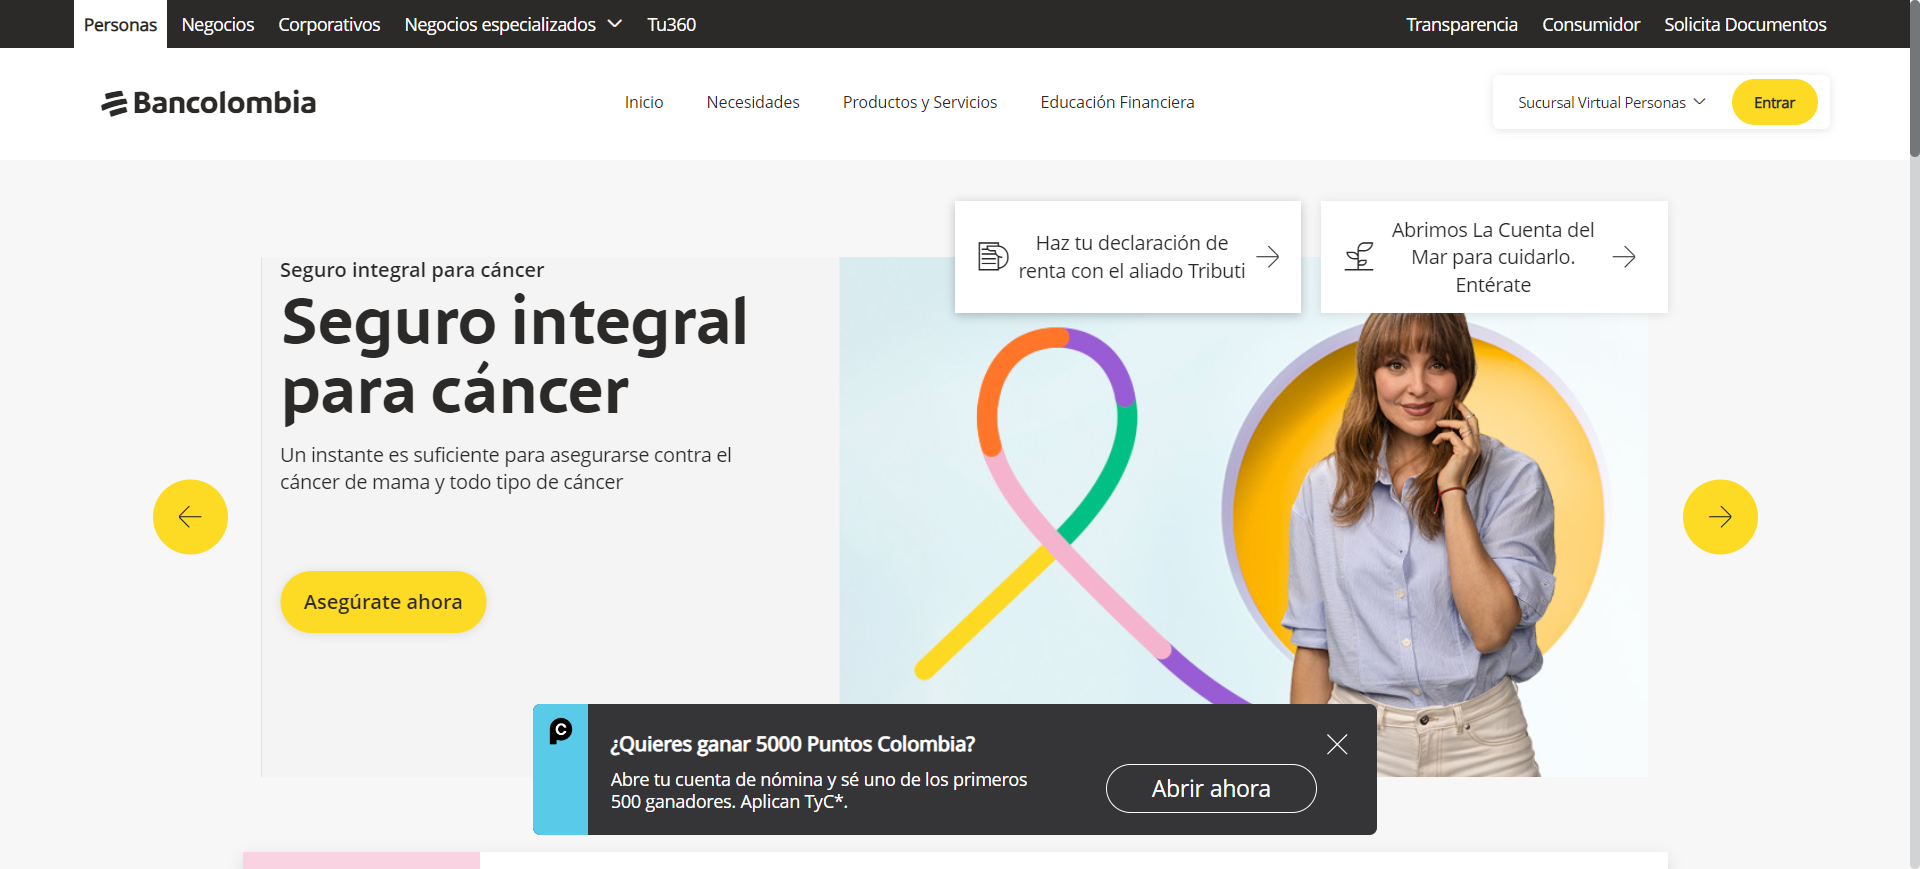 Personas
Negocios
Corporativos
Negocios especializados
Tu360
Transparencia
Consumidor
Solicita Documentos
Bancolombia
Inicio
Necesidades
Productos y Servicios
Educación Financiera
Sucursal Virtual Personas
Entrar
Haz tu declaración de
renta con el aliado Tributi
Abrimos La Cuenta del
Mar para cuidarlo.
Entérate
Seguro integral para cáncer
Seguro integral
para cáncer
Un instante es suficiente para asegurarse contra el
cáncer de mama y todo tipo de cáncer
Asegúrate ahora
¿Quieres ganar 5000 Puntos Colombia?
Abre tu cuenta de nómina y sé uno de los primeros
500 ganadores. Aplican TyC*.
Abrir ahora